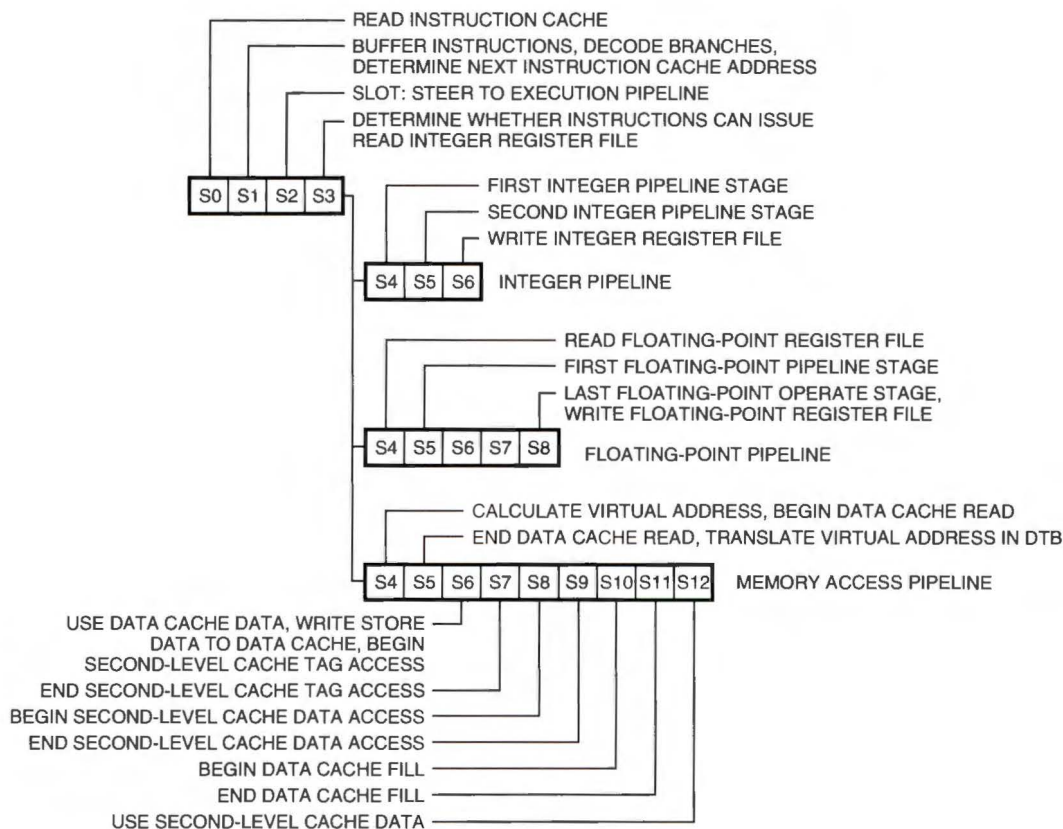 READ INSTRUCTION CACHE
BUFFER INSTRUCTIONS, DECODE BRANCHES,
DETERMINE NEXT INSTRUCTION CACHE ADDRESS
SLOT: STEER TO EXECUTION PIPELINE
DETERMINE WHETHER INSTRUCTIONS CAN ISSUE
READ INTEGER REGISTER FILE
S0 S1 S2 S3
FIRST INTEGER PIPELINE STAGE
SECOND INTEGER PIPELINE STAGE
WRITE INTEGER REGISTER FILE
S4 S5 S6 INTEGER PIPELINE
READ FLOATING-POINT REGISTER FILE
FIRST FLOATING-POINT PIPELINE STAGE
LAST FLOATING-POINT OPERATE STAGE,
WRITE FLOATING-POINT REGISTER FILE
S4 S5 S6 S7 S8 FLOATING-POINT PIPELINE
CALCULATE VIRTUAL ADDRESS, BEGIN DATA CACHE READ
END DATA CACHE READ, TRANSLATE VIRTUAL ADDRESS IN DTB
S4 S5 S6 S7 S8 S9 S10 S11 S12 MEMORY ACCESS PIPELINE
USE DATA CACHE DATA, WRITE STORE
DATA TO DATA CACHE, BEGIN
SECOND-LEVEL CACHE TAG ACCESS
END SECOND-LEVEL CACHE TAG ACCESS
BEGIN SECOND-LEVEL CACHE DATA ACCESS
END SECOND-LEVEL CACHE DATA ACCESS
BEGIN DATA CACHE FILL
END DATA CACHE FILL
USE SECOND-LEVEL CACHE DATA